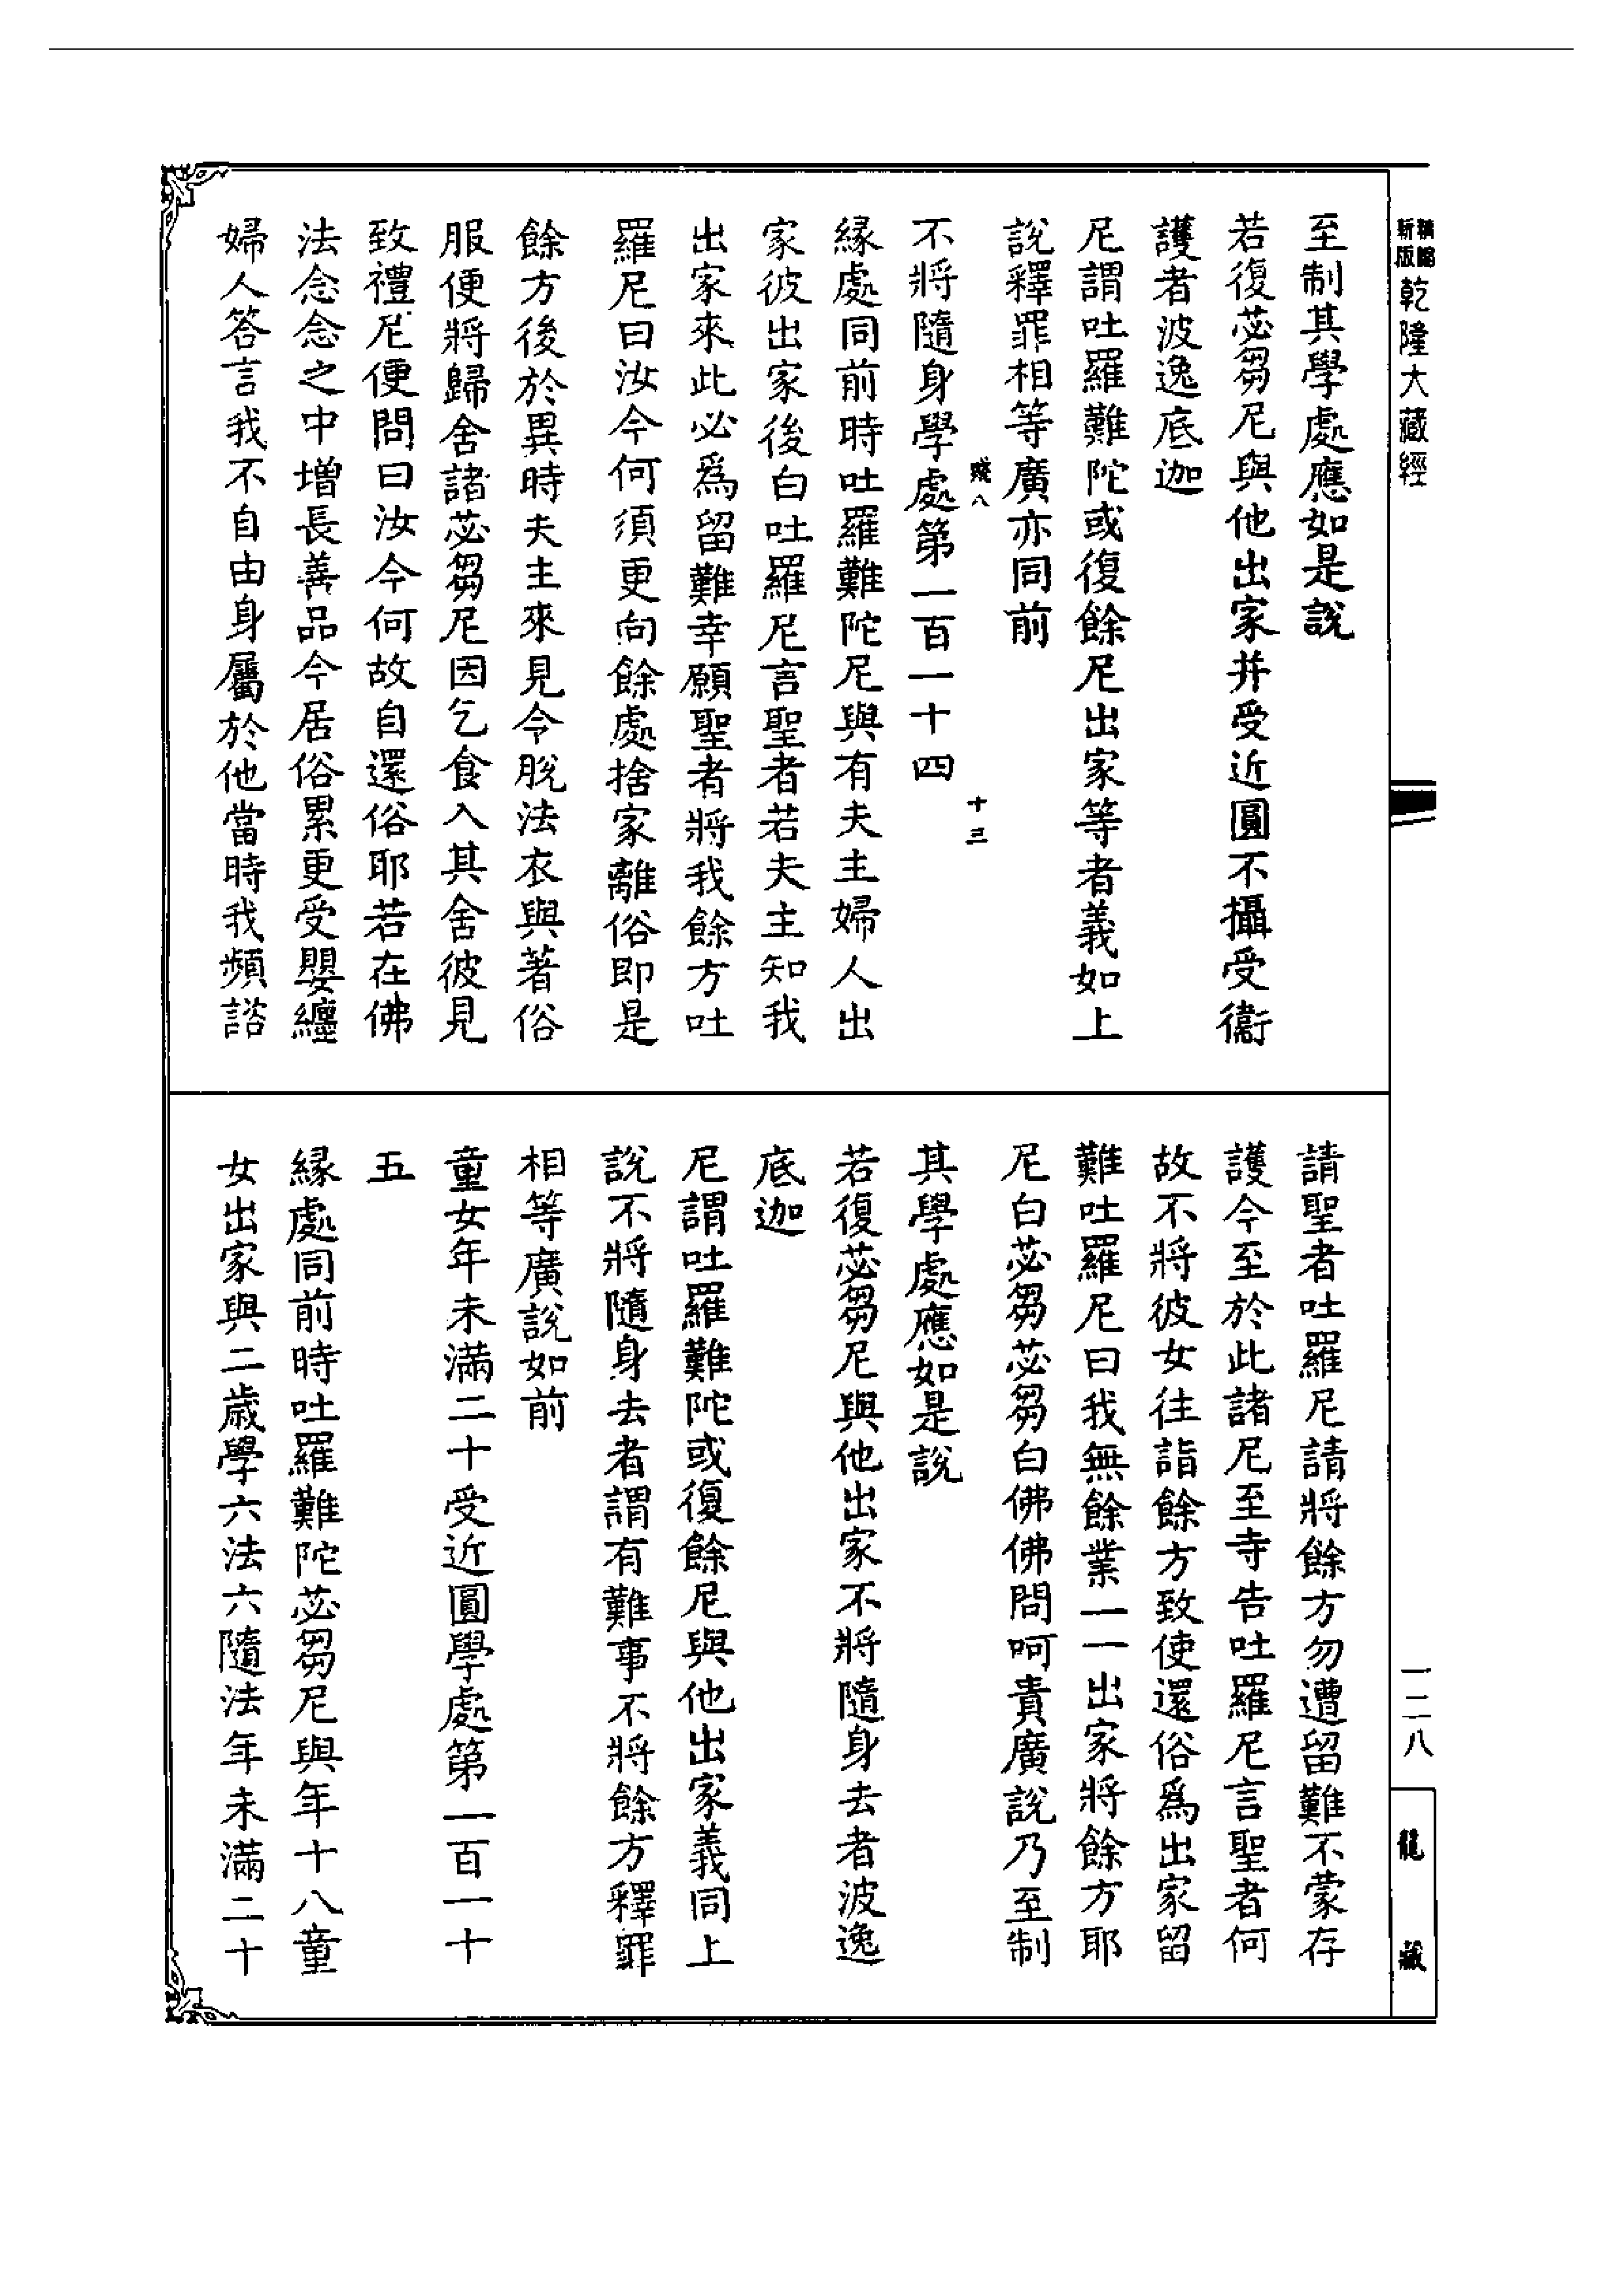 新版
縮
乾隆大藏經
一二八
龍藏
至制其學處應如是說
若復苾芻尼與他出家并受近圓不攝受衞
護者波逸底迦
尼謂吐羅難陀或復餘尼出家等者義如上
說釋罪相等廣亦同前
八
十三
不將隨身學處第一百一十四
緣處同前時吐羅難陀尼與有夫主婦人出
家彼出家後白吐羅尼言聖者若夫主知我
出家來此必爲留難幸願聖者將我餘方吐
羅尼曰汝今何須更向餘處捨家離俗即是
餘方後於異時夫主來見令脫法衣與著俗
服便將歸舍諸苾芻尼因乞食入其舍彼見
致禮尼便問曰汝今何故自還俗耶若在佛
法念念之中增長善品今居俗累更受嬰纏
婦人答言我不自由身屬於他當時我頻諮
請聖者吐羅尼請將餘方勿遭留難不蒙存
護今至於此諸尼至寺告吐羅尼言聖者何
故不將彼女往詣餘方致使還俗爲出家留
難吐羅尼曰我無餘業一一出家將餘方耶
尼白苾芻苾芻白佛佛問呵責廣說乃至制
其學處應如是說
若復苾芻尼與他出家不將隨身去者波逸
底迦
尼謂吐羅難陀或復餘尼與他出家義同上
說不將隨身去者謂有難事不將餘方釋罪
相等廣說如前
童女年未滿二十受近圓學處第一百一十
五
緣處同前時吐羅難陀苾芻尼與年十八童
女出家與二歲學六法六隨法年未滿二十